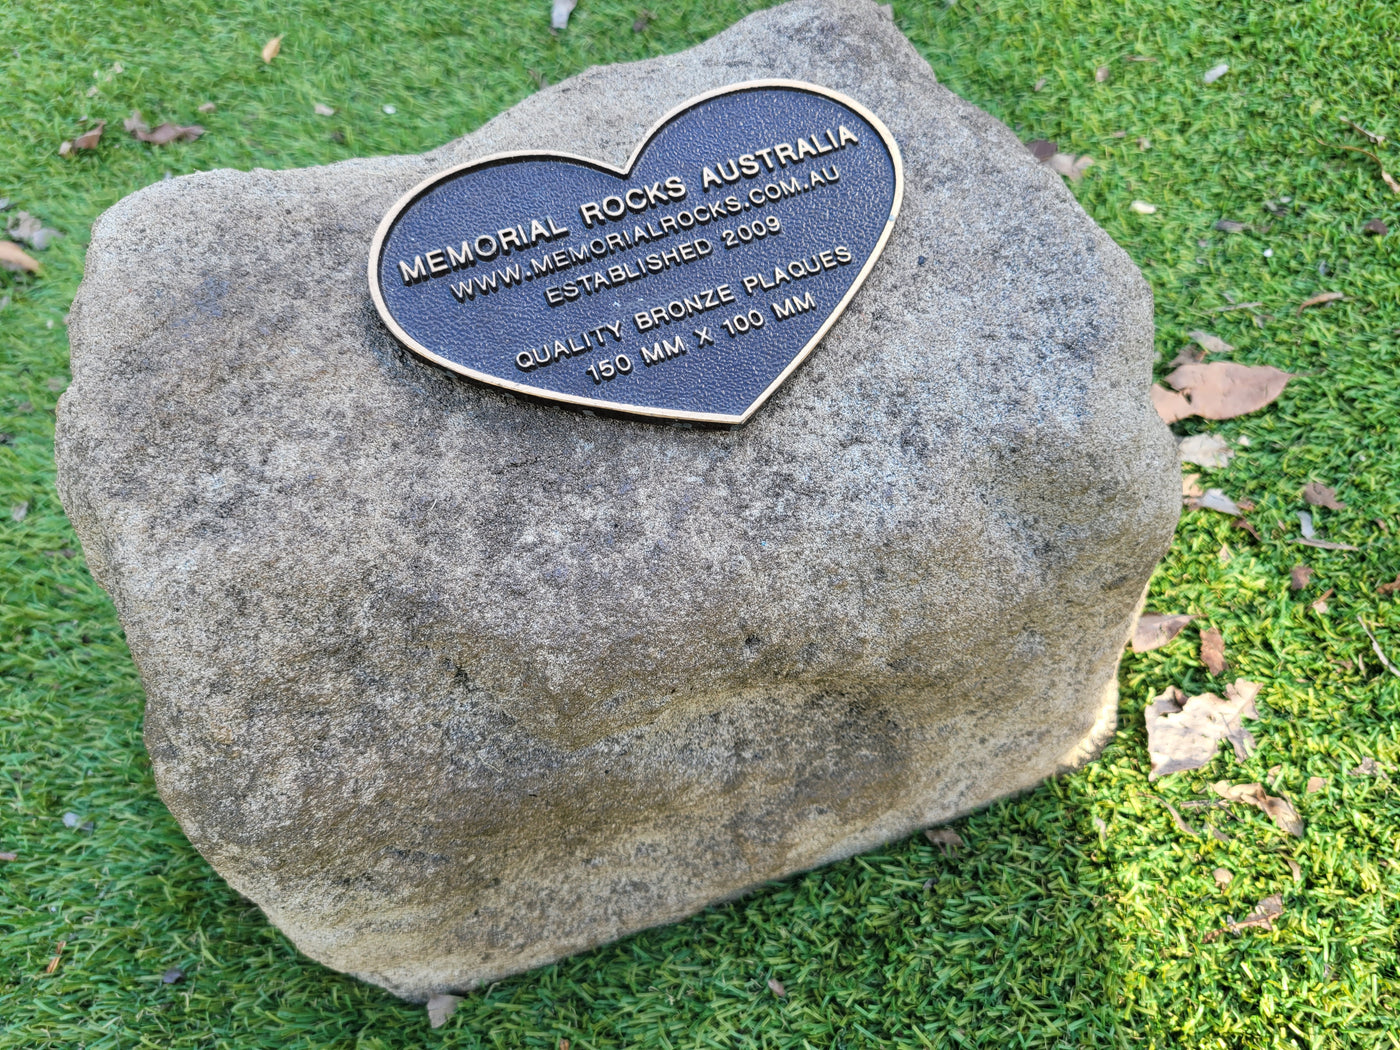 MEMORIAL ROCKS AUSTRALIA
WWW.MEMORIALROCKS.COM.AU
ESTABLISHED 2009
QUALITY BRONZE PLAQUES
150 MM X 100 MM